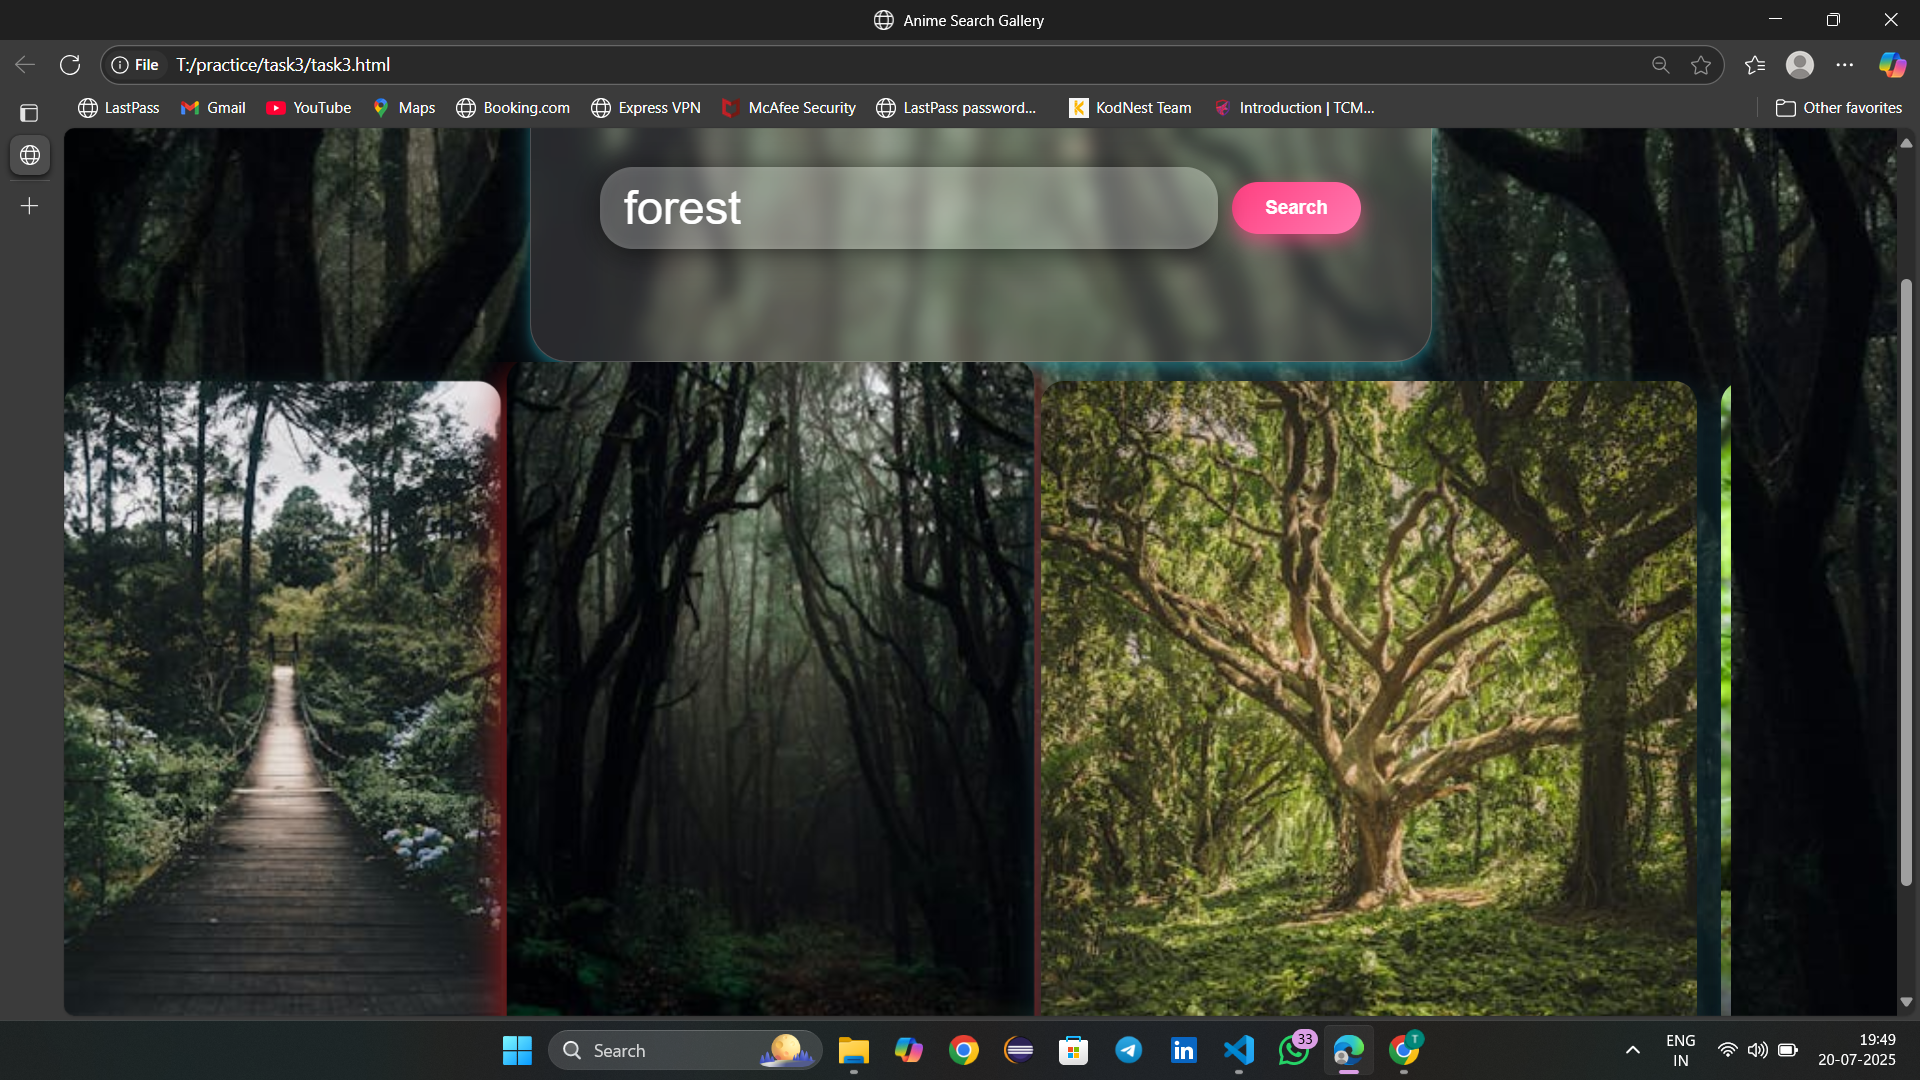 Anime Search Gallery
File T:/practice/task3/task3.html
LastPass Gmail YouTube Maps Booking.com Express VPN McAfee Security LastPass password... KodNest Team Introduction | TCM... Other favorites
forest Search
Search
33
T
ENG
IN
19:49
20-07-2025